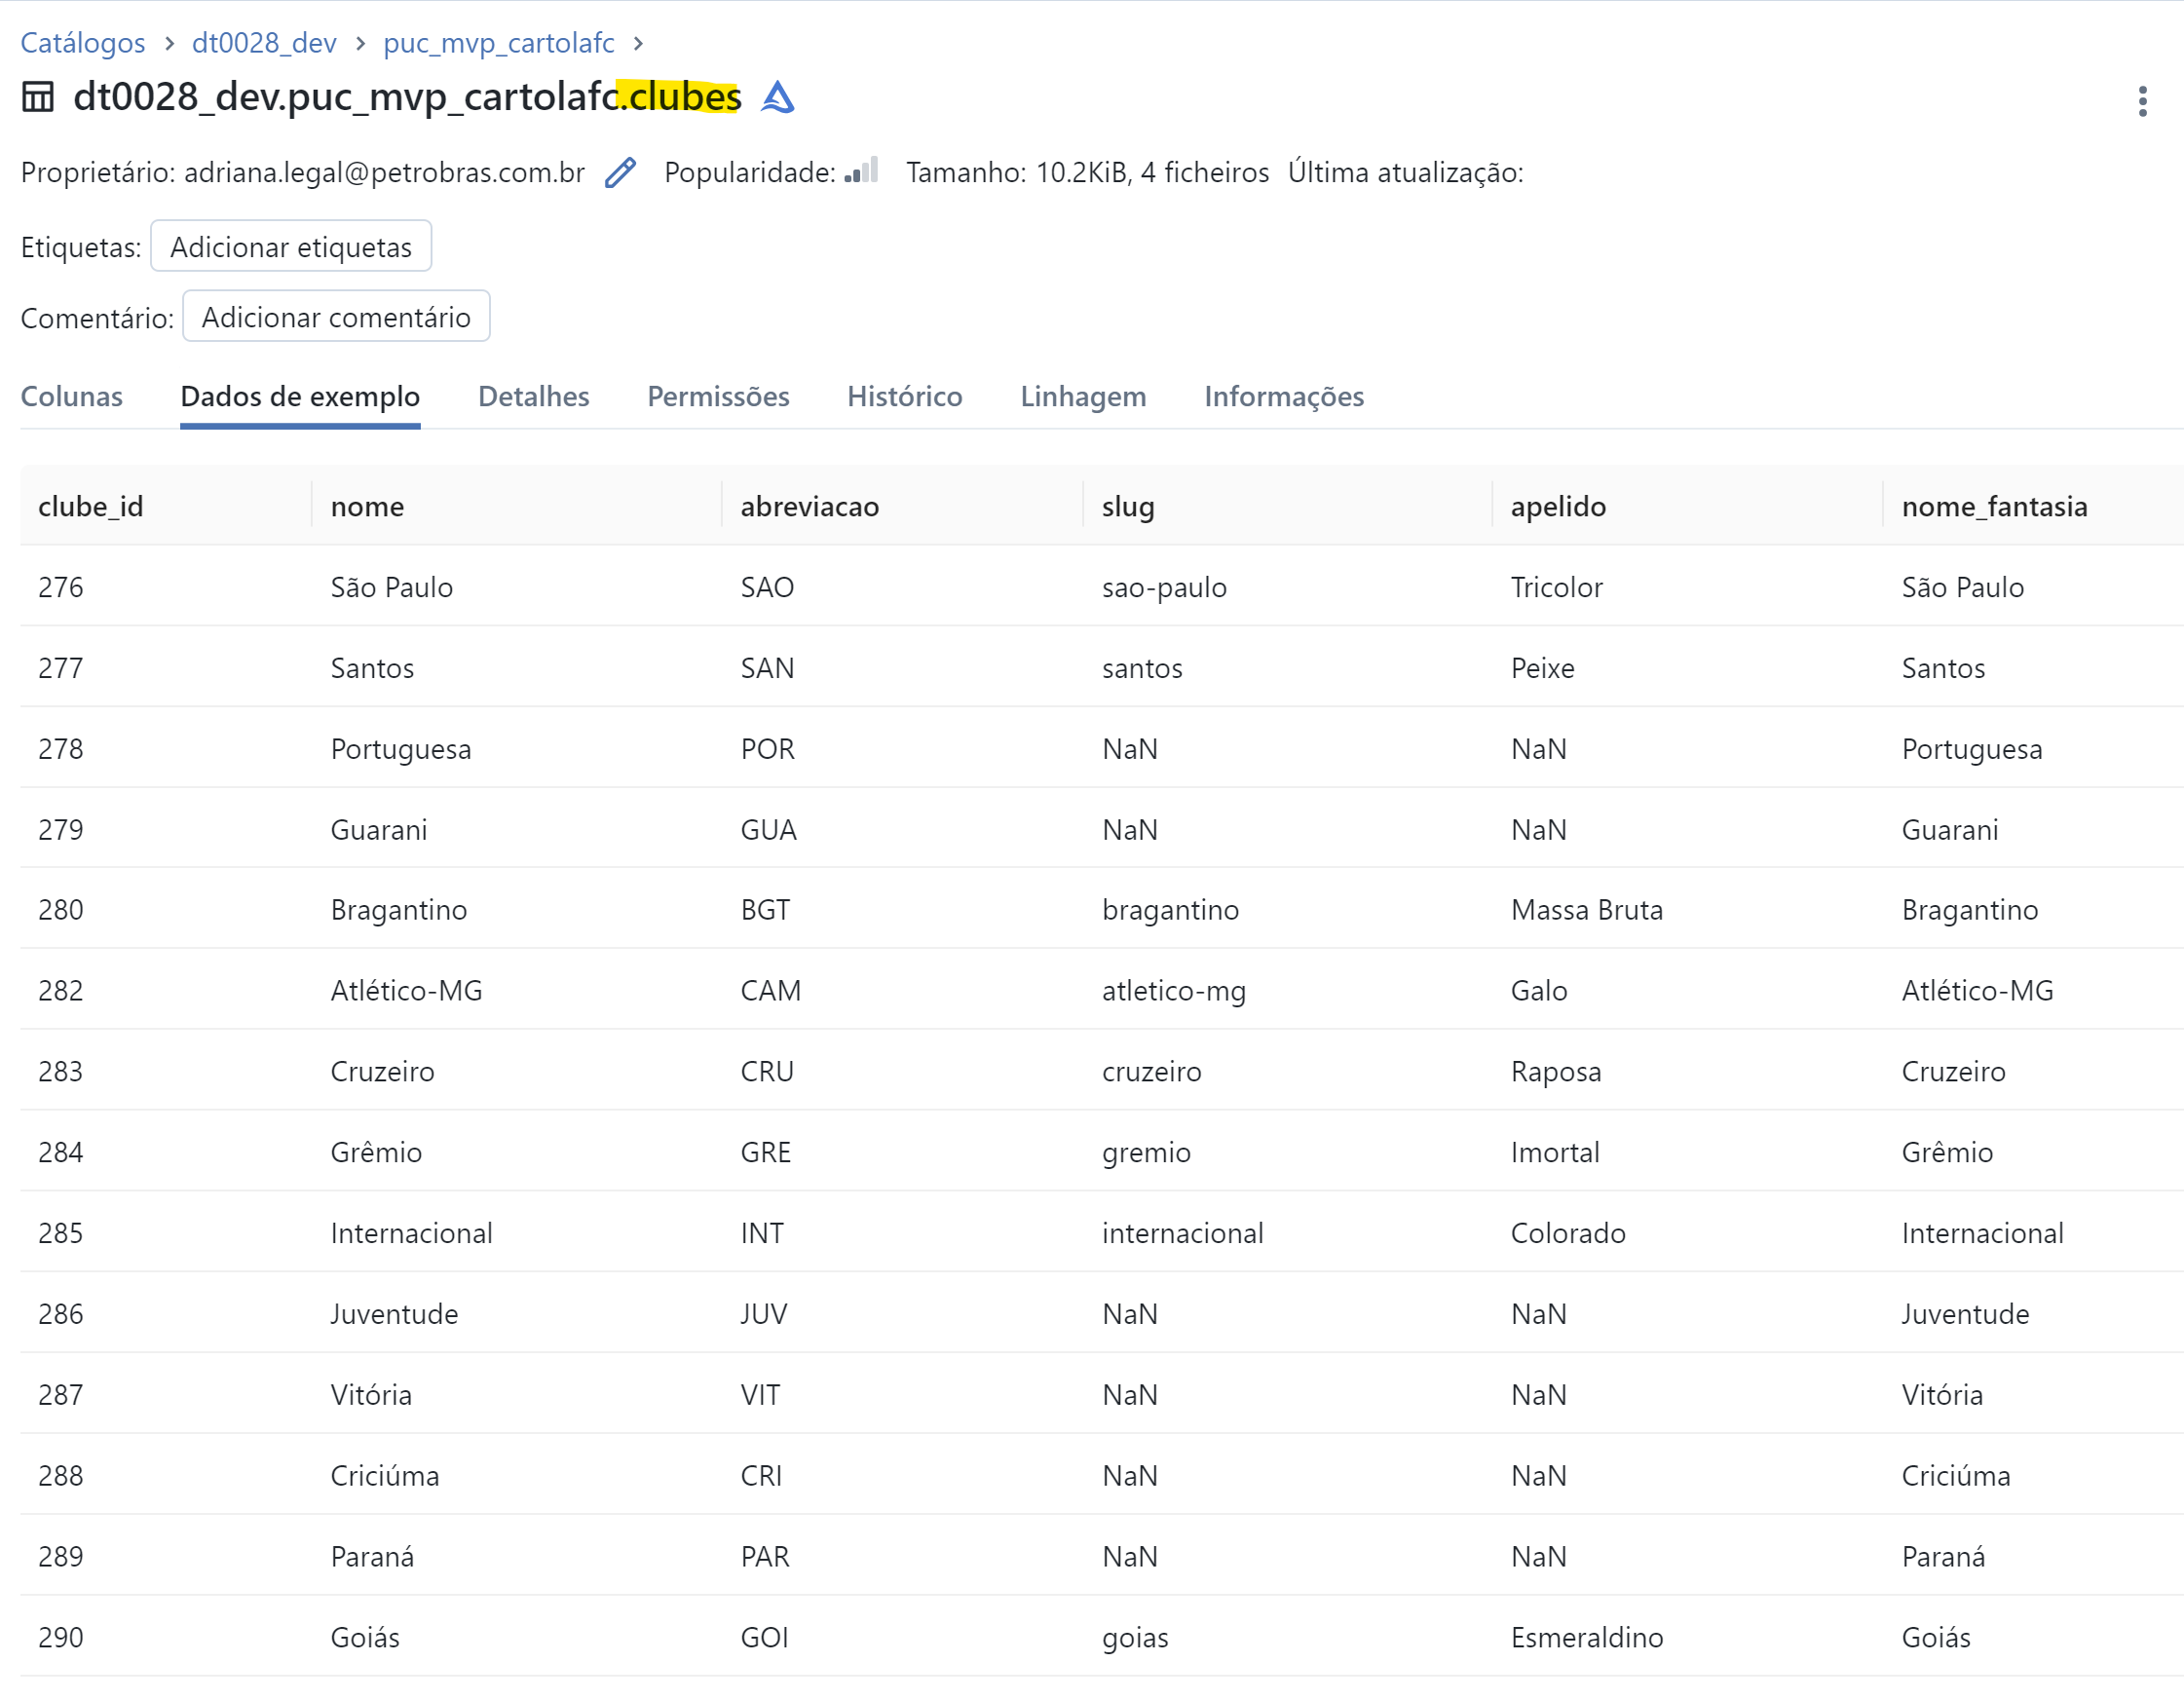 Catálogos > dt0028_dev > puc_mvp_cartolafc >
dt0028_dev.puc_mvp_cartolafc.clubes
Proprietário: adriana.legal@petrobras.com.br Popularidade: Tamanho: 10.2KiB, 4 ficheiros Última atualização:
Etiquetas: Adicionar etiquetas
Comentário: Adicionar comentário
Colunas Dados de exemplo Detalhes Permissões Histórico Linhagem Informações
clube_id nome abreviacao slug apelido nome_fantasia
276 São Paulo SAO sao-paulo Tricolor São Paulo
277 Santos SAN santos Peixe Santos
278 Portuguesa POR NaN NaN Portuguesa
279 Guarani GUA NaN NaN Guarani
280 Bragantino BGT bragantino Massa Bruta Bragantino
282 Atlético-MG CAM atletico-mg Galo Atlético-MG
283 Cruzeiro CRU cruzeiro Raposa Cruzeiro
284 Grêmio GRE gremio Imortal Grêmio
285 Internacional INT internacional Colorado Internacional
286 Juventude JUV NaN NaN Juventude
287 Vitória VIT NaN NaN Vitória
288 Criciúma CRI NaN NaN Criciúma
289 Paraná PAR NaN NaN Paraná
290 Goiás GOI goias Esmeraldino Goiás